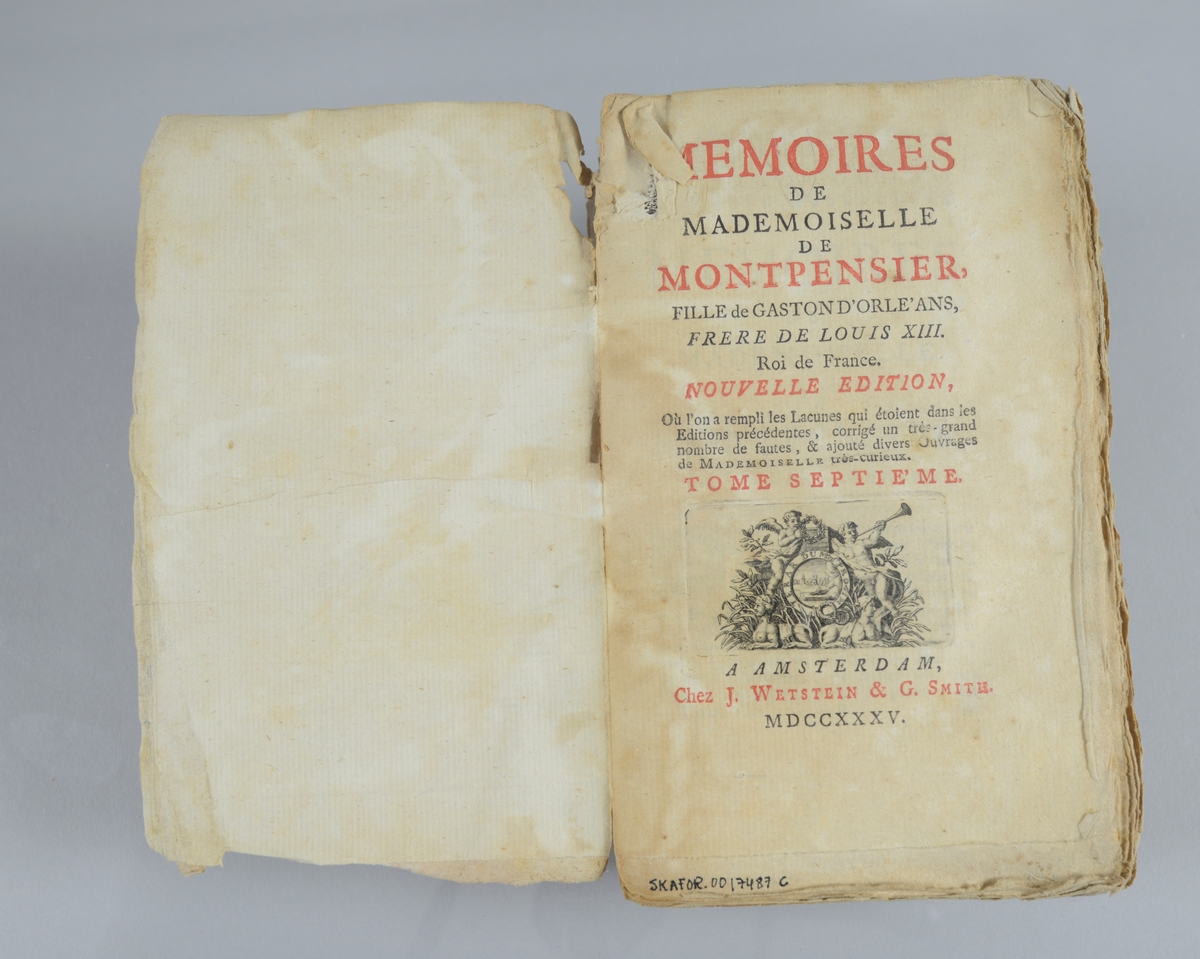 MEMOIRES
DE
MADEMOISELLE
DE
MONTPENSIER,
FILLE de GASTON D'ORLE'ANS,
FRERE DE LOUIS XIII.
Roi de France.
NOUVELLE EDITION,
Où l'on a rempli les Lacunes qui étoient dans les
Editions précédentes, corrigé un très-grand
nombre de fautes, & ajouté divers Ouvrages
de MADEMOISELLE très-curieux.
TOME SEPTIE'ME.
A AMSTERDAM,
Chez J. WETSTEIN & G. SMITH.
MDCCXXXV.
SKAFOR.0017487 C